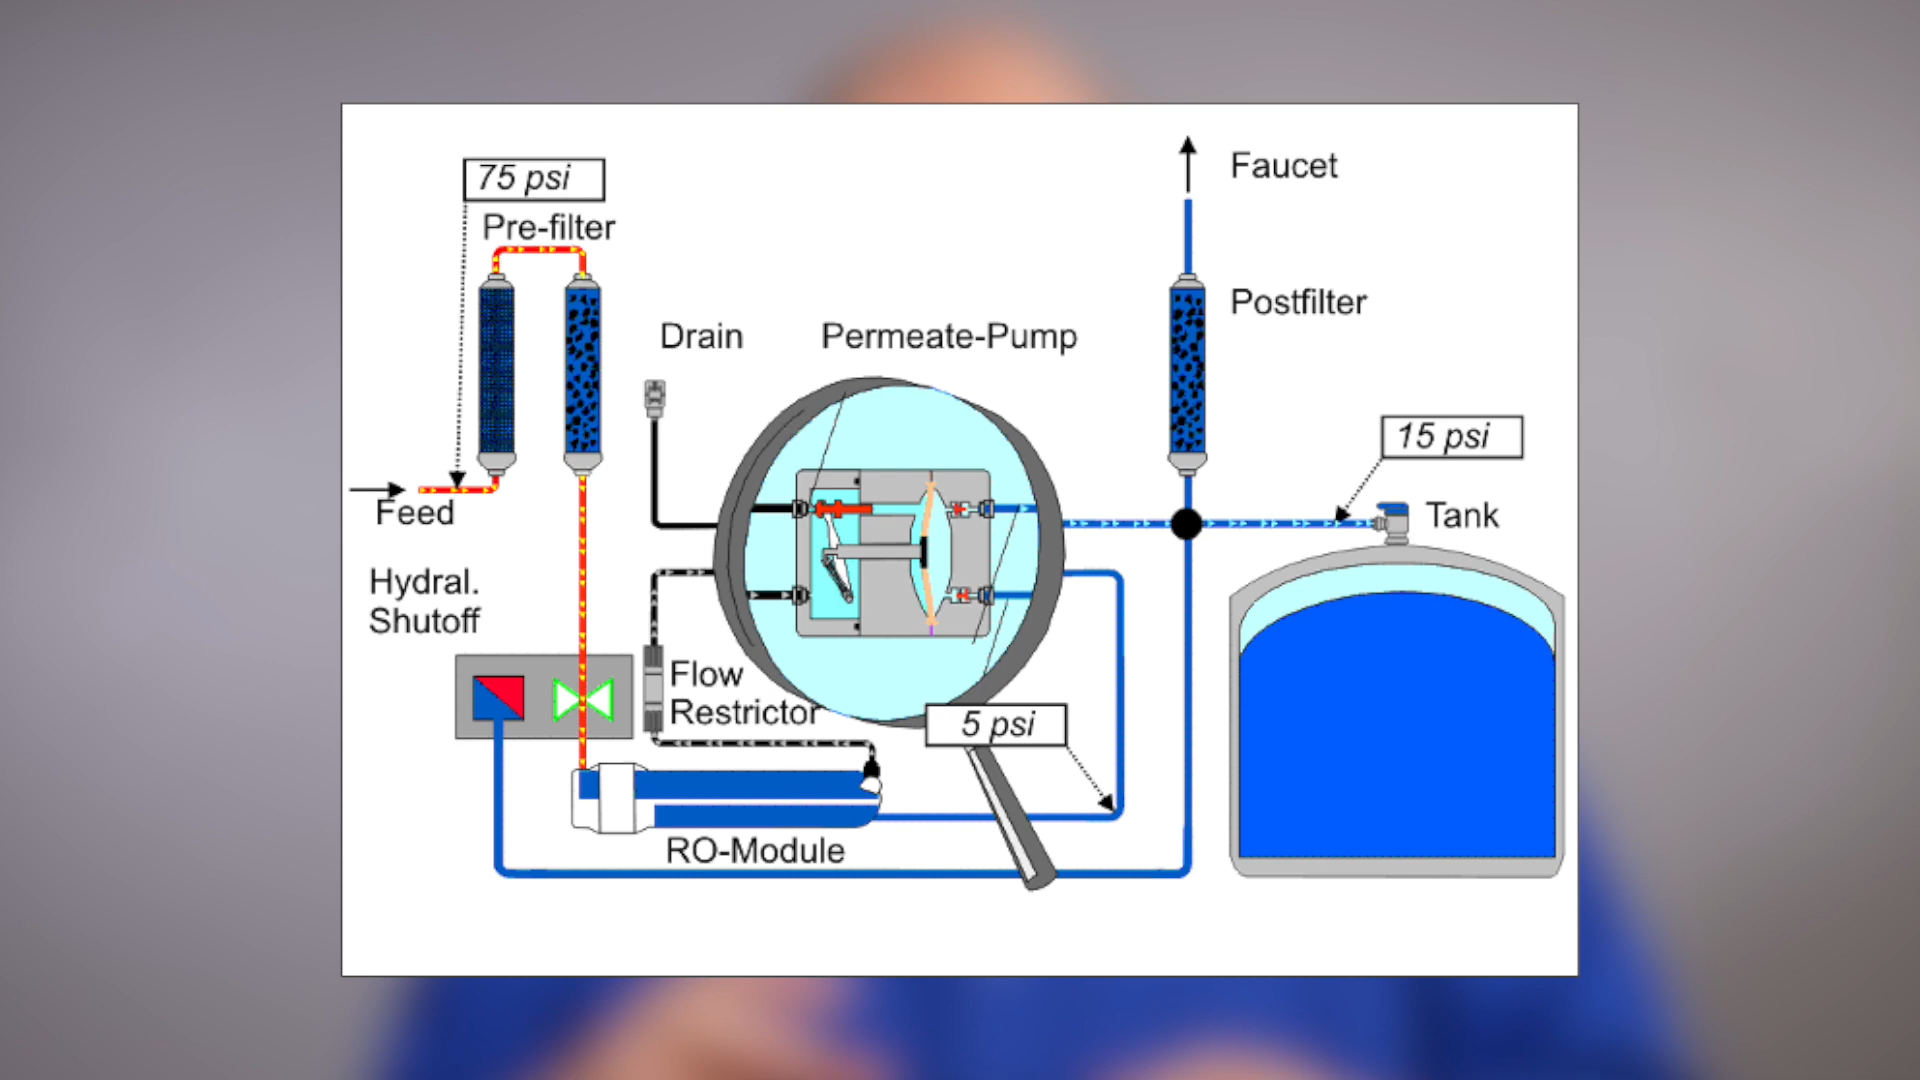 75 psi
Pre-filter
Faucet
Postfilter
Drain
Permeate-Pump
15 psi
Feed
Tank
Hydral.
Shutoff
Flow
Restrictor
5 psi
RO-Module